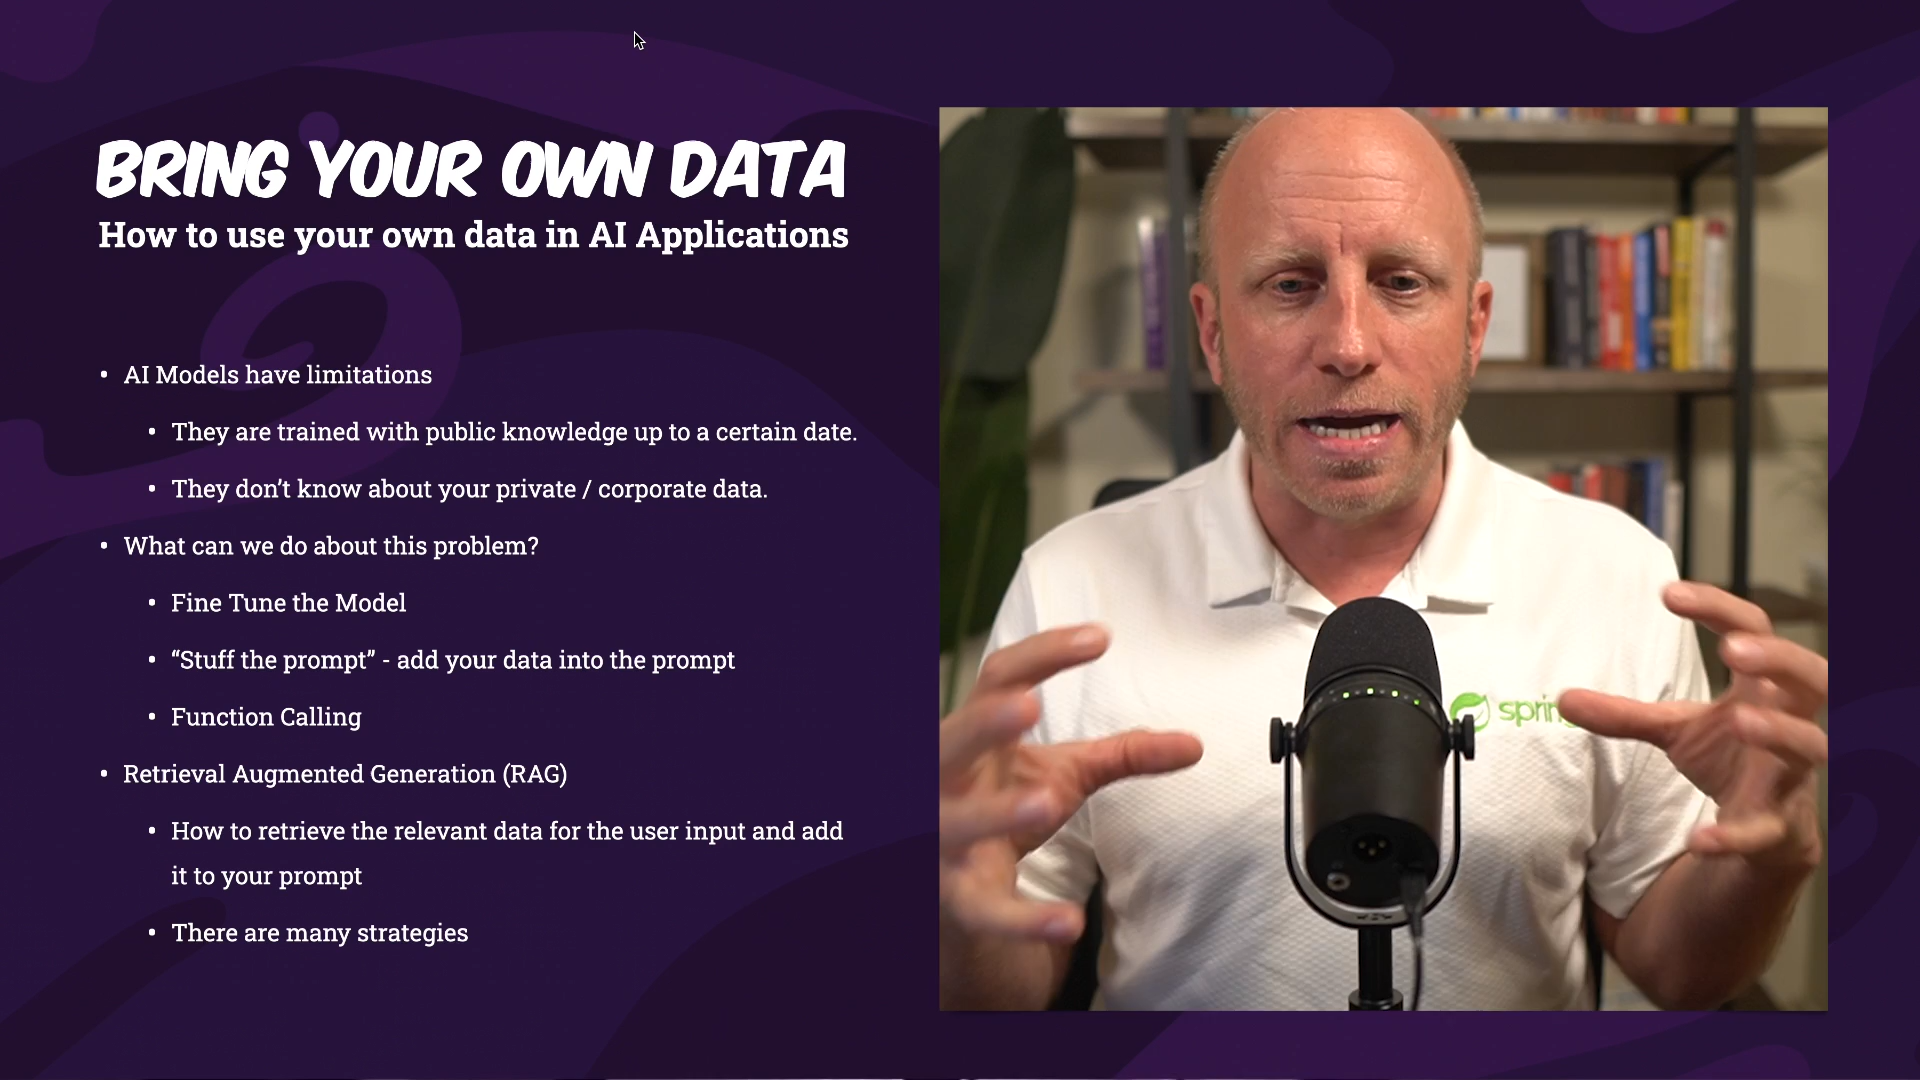 BRING YOUR OWN DATA
How to use your own data in AI Applications
• AI Models have limitations
• They are trained with public knowledge up to a certain date.
• They don’t know about your private / corporate data.
• What can we do about this problem?
• Fine Tune the Model
• “Stuff the prompt” - add your data into the prompt
• Function Calling
• Retrieval Augmented Generation (RAG)
• How to retrieve the relevant data for the user input and add
it to your prompt
• There are many strategies
sprin